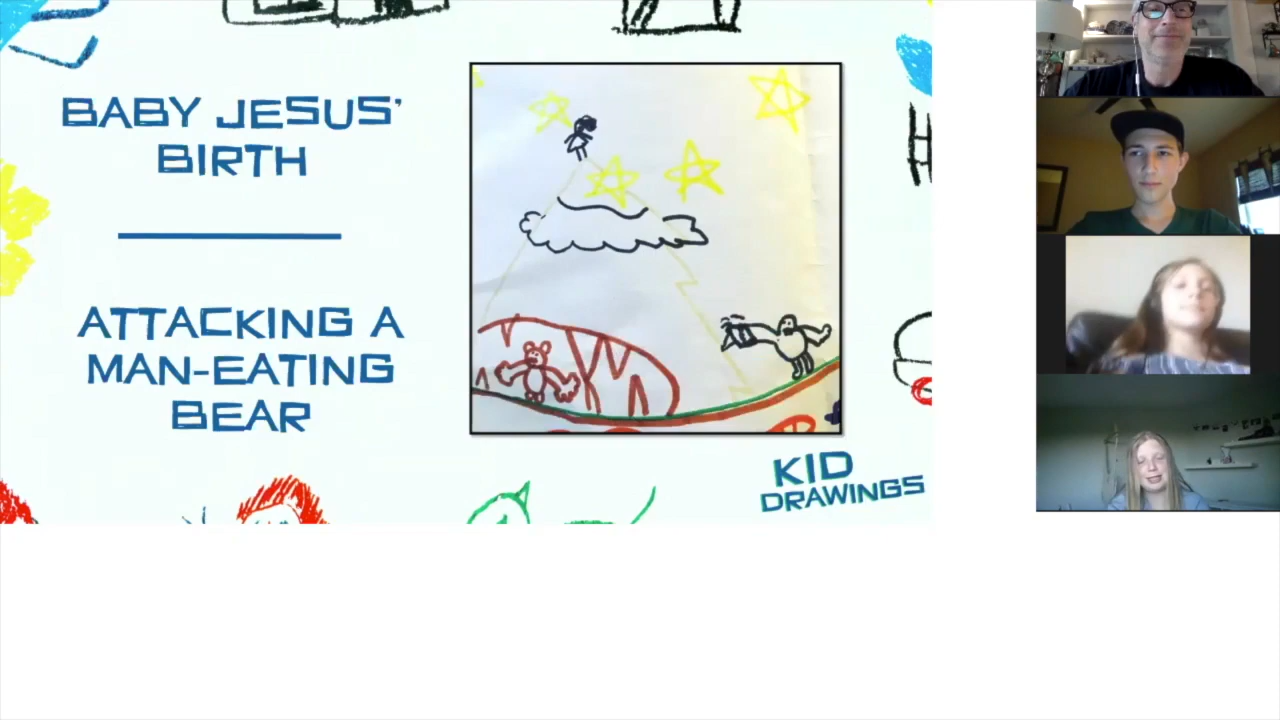 BABY JESUS'
BIRTH
ATTACKING A
MAN-EATING
BEAR
KID
DRAWINGS